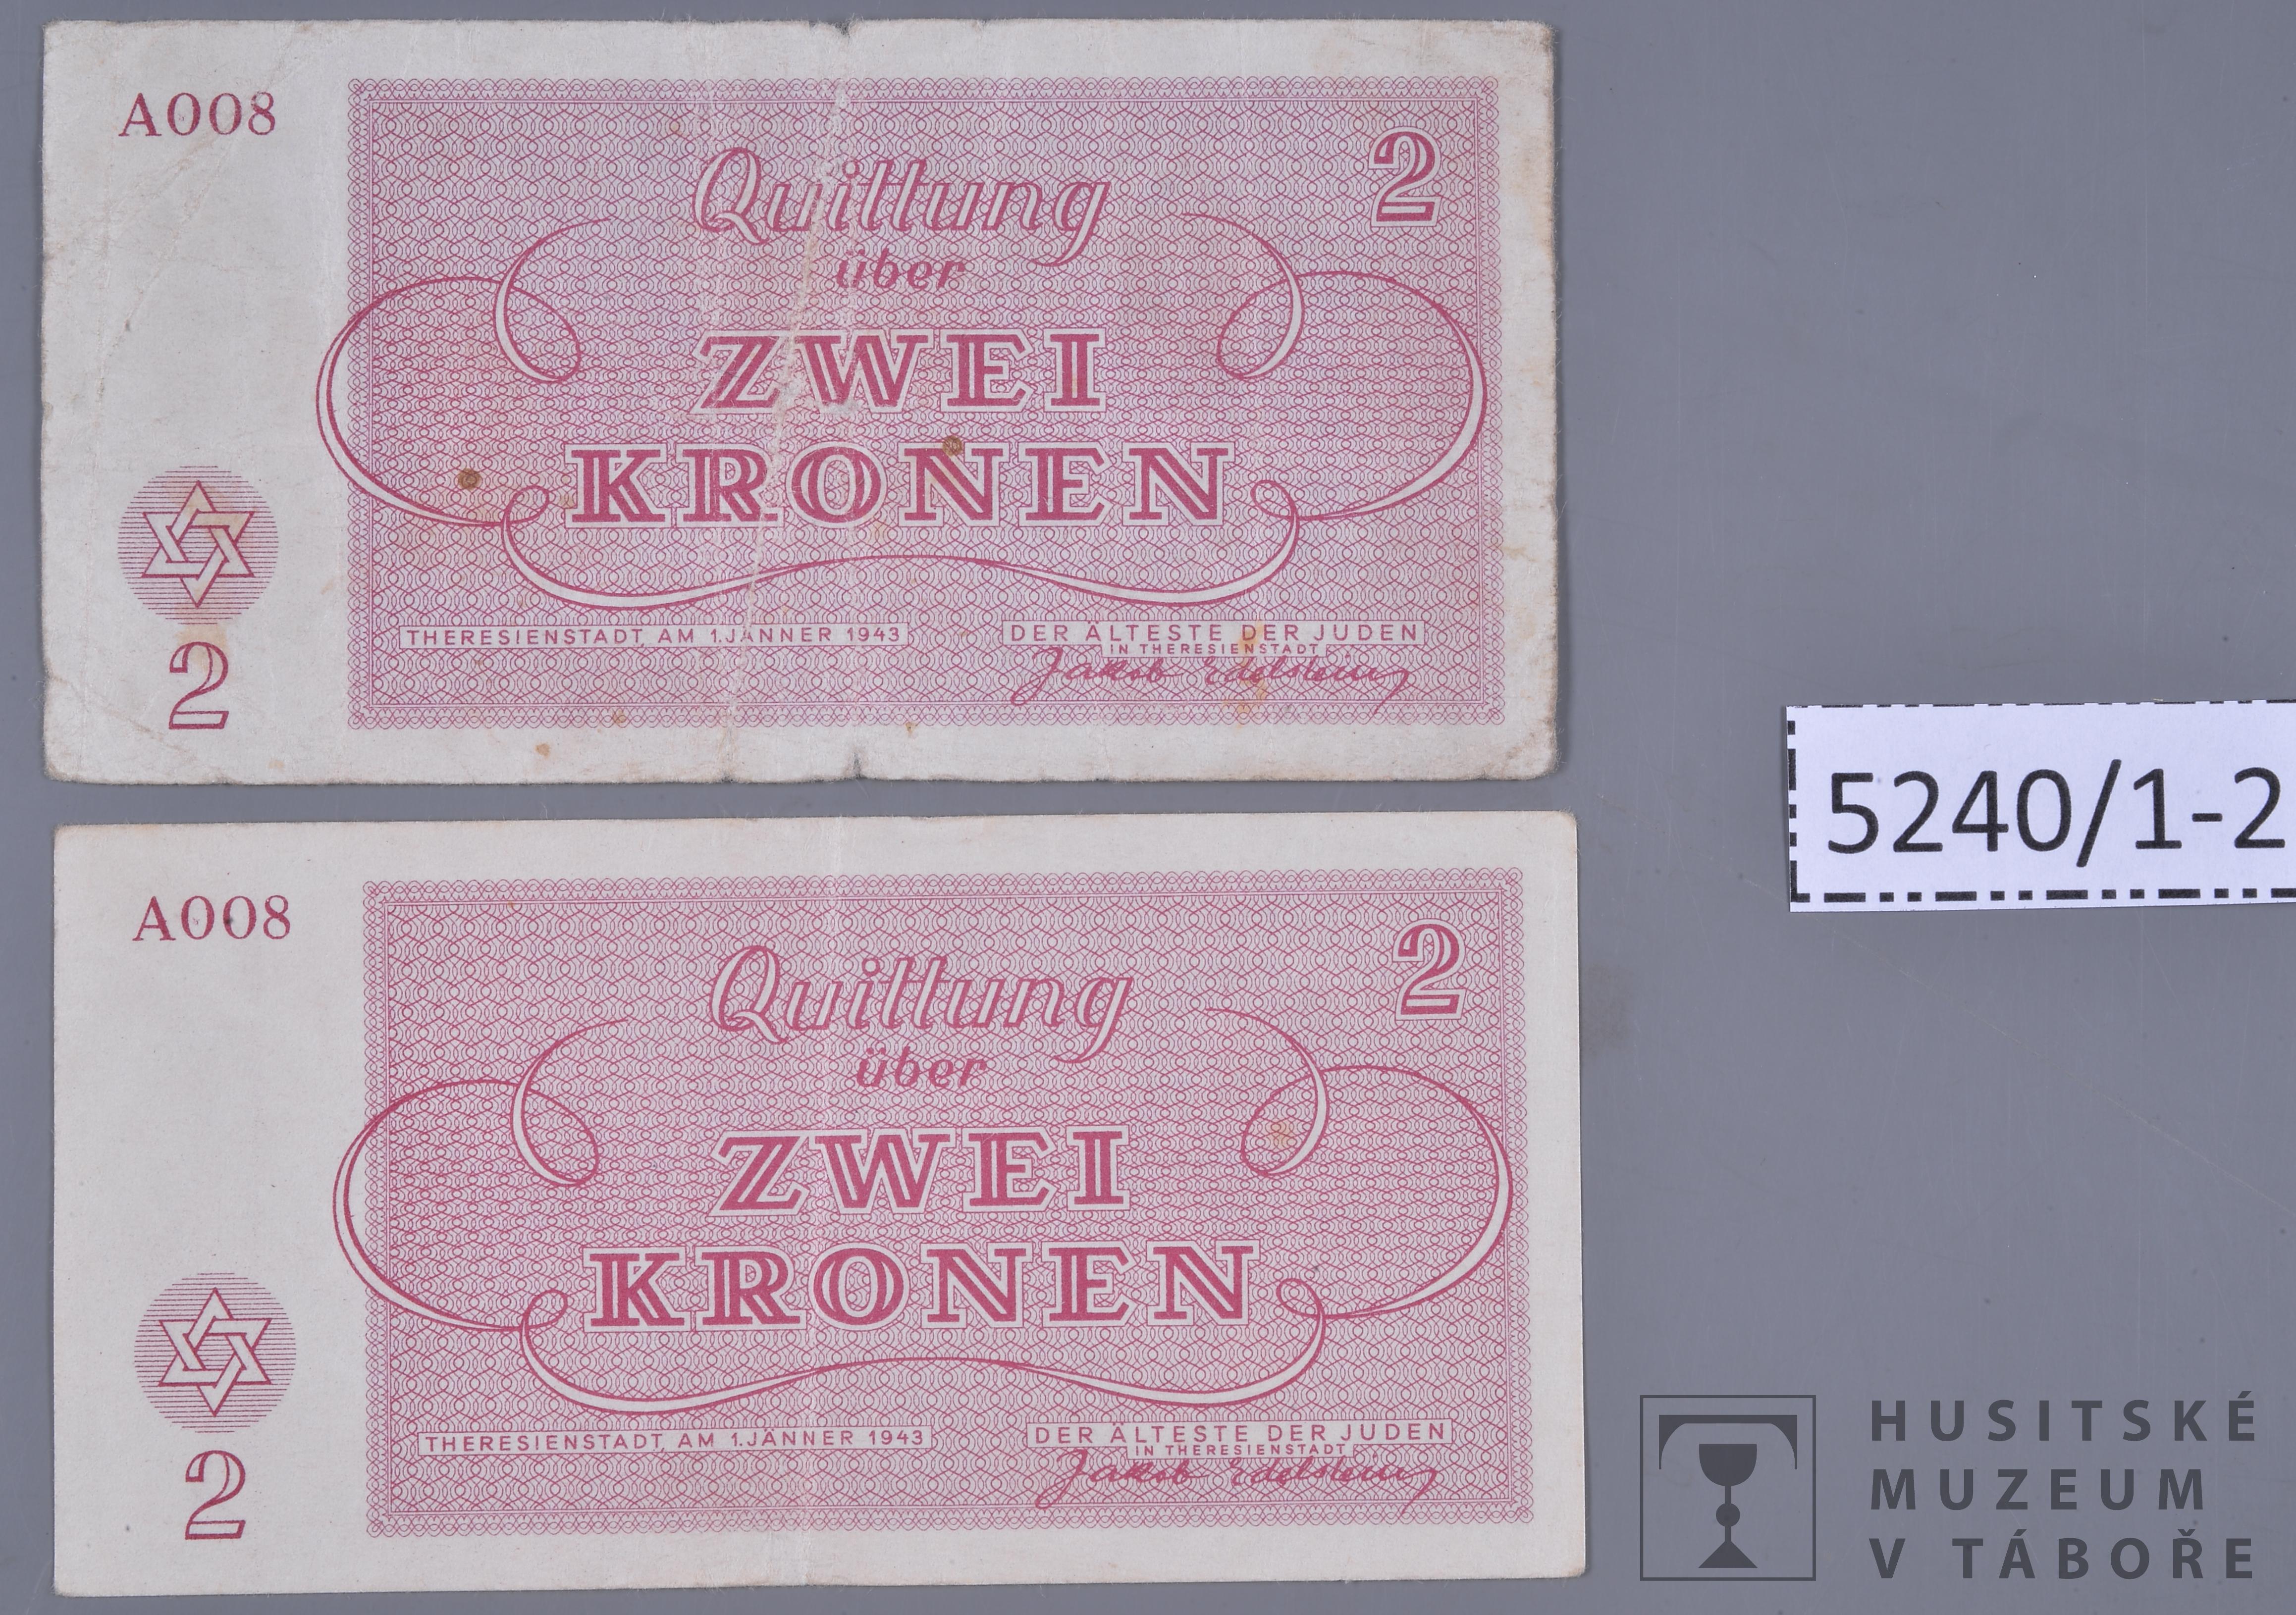 A008
2
Quittung
über
ZWEI
KRONEN
THERESIENSTADT, AM 1. JÄNNER 1943
DER ÄLTESTE DER JUDEN
IN THERESIENSTADT
Jakob Edelstein
2
5240/1-2
A008
2
Quittung
über
ZWEI
KRONEN
THERESIENSTADT, AM 1. JÄNNER 1943
DER ÄLTESTE DER JUDEN
IN THERESIENSTADT
Jakob Edelstein
2
HUSITSKÉ
MUZEUM
V TÁBOŘE